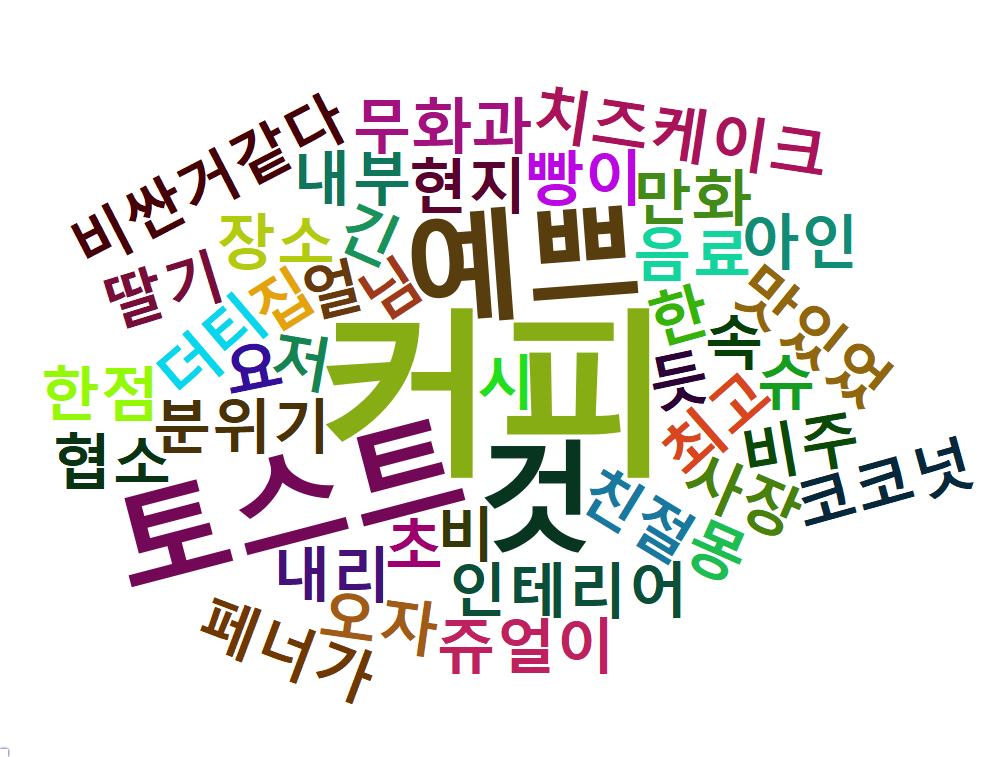 치즈케이크
무화과
비싼거같다
내부
현지
빵이
만화
장소
긴
예쁘
음료
아인
딸기
집
얼
님
한
맛있었
더티
요
저
커피
시
속
듯
슈
한점
분위기
최고
비주
협소
토스트
것
친절
사장
코코넛
초
비
몽
내리
인테리어
오자
쥬얼이
페너가